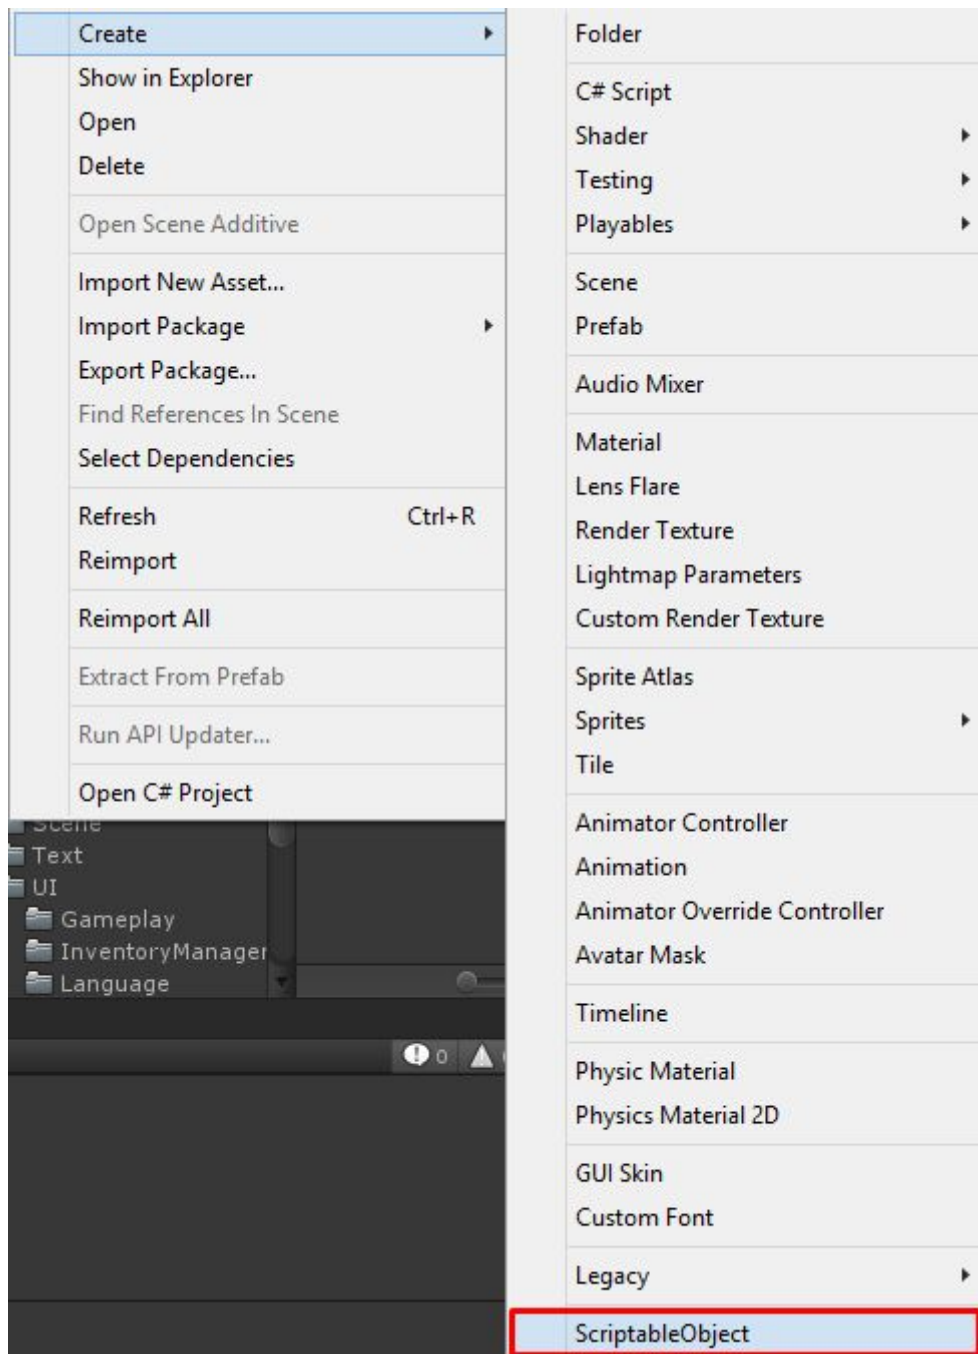 Create
Show in Explorer
Open
Delete
Open Scene Additive
Import New Asset...
Import Package
Export Package...
Find References In Scene
Select Dependencies
Refresh Ctrl+R
Reimport
Reimport All
Extract From Prefab
Run API Updater...
Open C# Project
Scene
Text
UI
Gameplay
InventoryManager
Language
0
Folder
C# Script
Shader
Testing
Playables
Scene
Prefab
Audio Mixer
Material
Lens Flare
Render Texture
Lightmap Parameters
Custom Render Texture
Sprite Atlas
Sprites
Tile
Animator Controller
Animation
Animator Override Controller
Avatar Mask
Timeline
Physic Material
Physics Material 2D
GUI Skin
Custom Font
Legacy
ScriptableObject